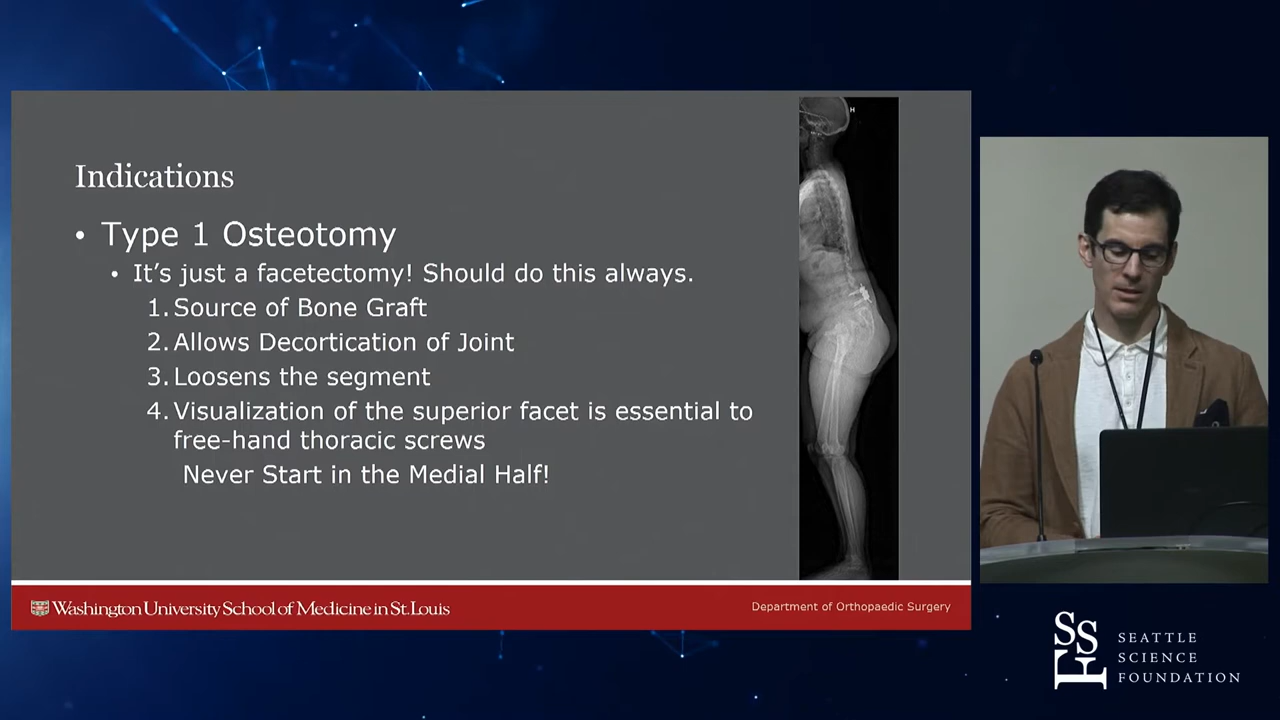 Indications
• Type 1 Osteotomy
• It’s just a facetectomy! Should do this always.
1. Source of Bone Graft
2. Allows Decortication of Joint
3. Loosens the segment
4. Visualization of the superior facet is essential to
free-hand thoracic screws
Never Start in the Medial Half!
H
Washington University School of Medicine in St. Louis
Department of Orthopaedic Surgery
SSF
SEATTLE
SCIENCE
FOUNDATION